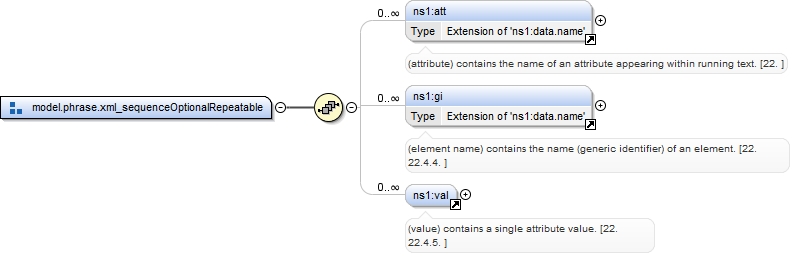 0..∞
ns1:att
Type Extension of 'ns1:data.name'
(attribute) contains the name of an attribute appearing within running text. [22. ]
model.phrase.xml_sequenceOptionalRepeatable
0..∞
ns1:gi
Type Extension of 'ns1:data.name'
(element name) contains the name (generic identifier) of an element. [22.
22.4.4. ]
0..∞
ns1:val
(value) contains a single attribute value. [22.
22.4.5. ]